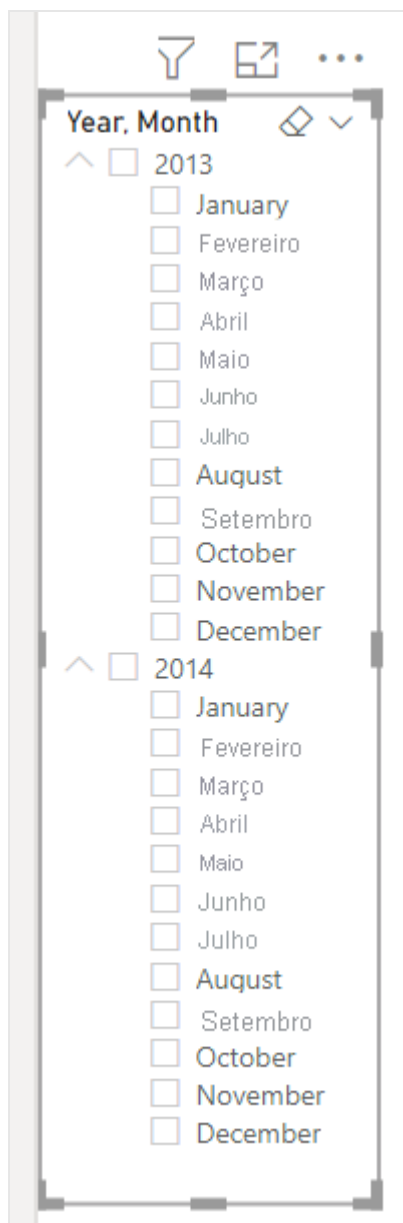 Year, Month
2013
January
Fevereiro
Março
Abril
Maio
Junho
Julho
August
Setembro
October
November
December
2014
January
Fevereiro
Março
Abril
Maio
Junho
Julho
August
Setembro
October
November
December